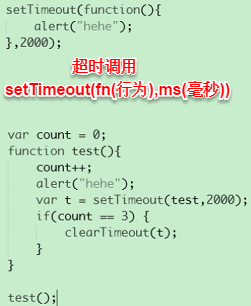 setTimeout(function(){
    alert("hehe");
},2000);
超时调用
setTimeout(fn(行为),ms(毫秒))
var count = 0;
function test(){
    count++;
    alert("hehe");
    var t = setTimeout(test,2000);
    if(count == 3) {
        clearTimeout(t);
    }
}
test();